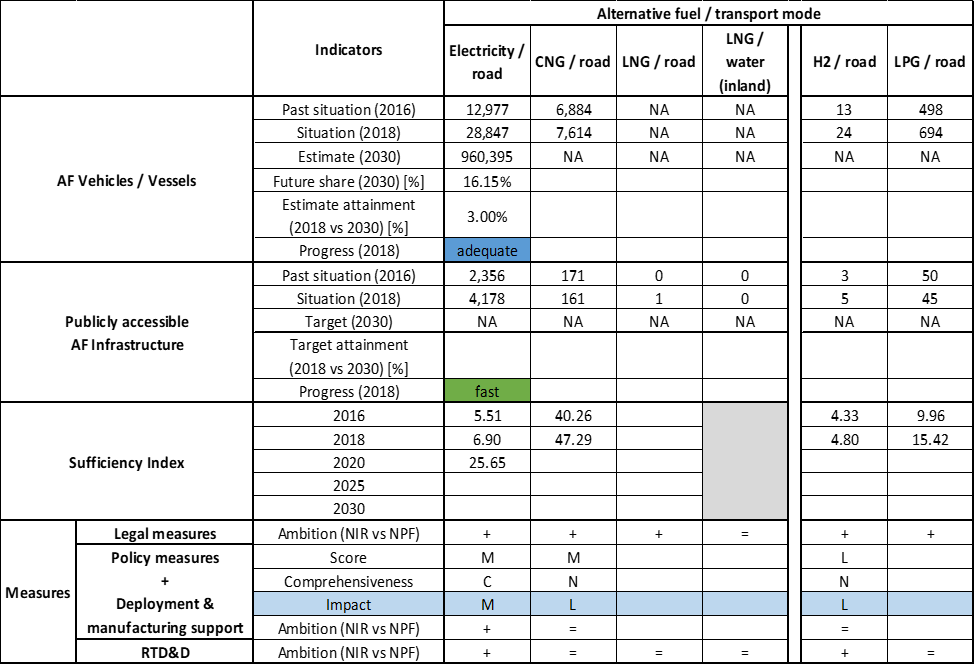 Indicators
Alternative fuel / transport mode
Electricity / road
CNG / road
LNG / road
LNG / water (inland)
H2 / road
LPG / road
AF Vehicles / Vessels
Past situation (2016) 12,977 6,884 NA NA 13 498
Situation (2018) 28,847 7,614 NA NA 24 694
Estimate (2030) 960,395 NA NA NA NA NA
Future share (2030) [%] 16.15%
Estimate attainment
(2018 vs 2030) [%] 3.00%
Progress (2018) adequate
Publicly accessible
AF Infrastructure
Past situation (2016) 2,356 171 0 0 3 50
Situation (2018) 4,178 161 1 0 5 45
Target (2030) NA NA NA NA NA NA
Target attainment
(2018 vs 2030) [%]
Progress (2018) fast
Sufficiency Index
2016 5.51 40.26 4.33 9.96
2018 6.90 47.29 4.80 15.42
2020 25.65
2025
2030
Measures
Legal measures Ambition (NIR vs NPF) + + + = + +
Policy measures
+
Deployment &
manufacturing support
Score M M L
Comprehensiveness C N N
Impact M L L
Ambition (NIR vs NPF) + = =
RTD&D Ambition (NIR vs NPF) + = = = + =